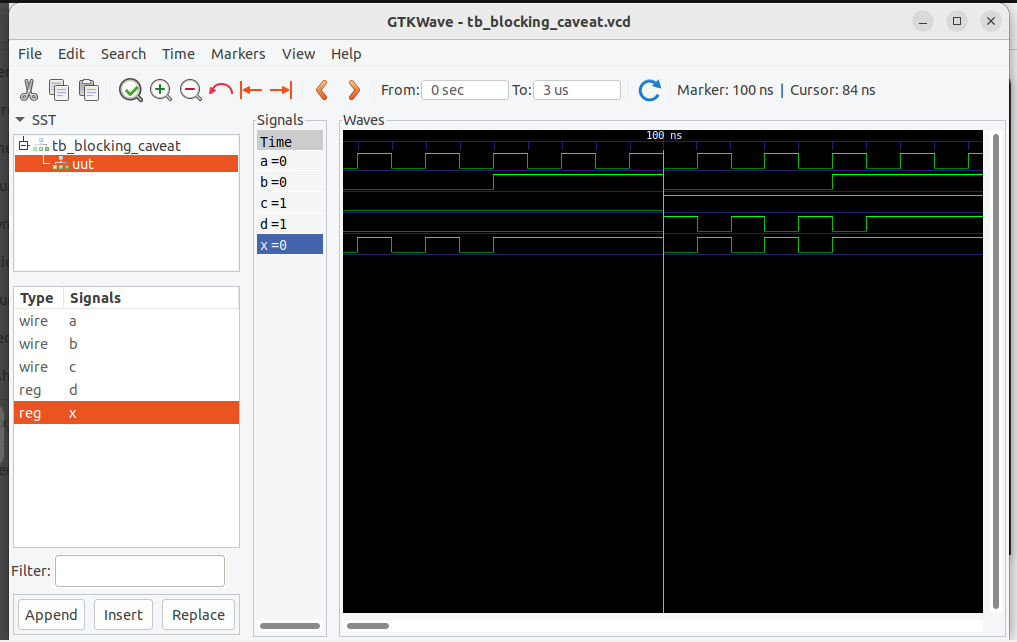 GTKWave - tb_blocking_caveat.vcd
File Edit Search Time Markers View Help
From: 0 sec To: 3 us Marker: 100 ns | Cursor: 84 ns
SST
tb_blocking_caveat
uut
Type Signals
wire a
wire b
wire c
reg d
reg x
Filter:
Append Insert Replace
Signals
Time
a=0
b=0
c=1
d=1
x=0
Waves
100 ns